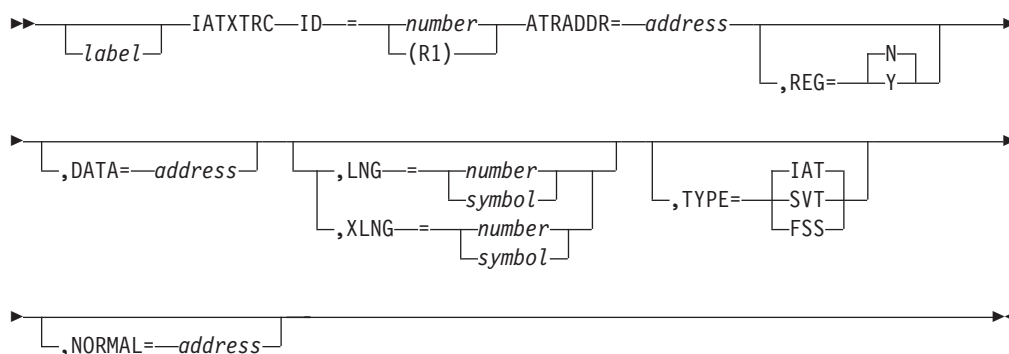 IATXTRC ID = number ATRADDR= address N
label (R1) ,REG= Y
,DATA= address ,LNG = number IAT
symbol ,TYPE= SVT
,XLNG = number FSS
symbol
,NORMAL= address